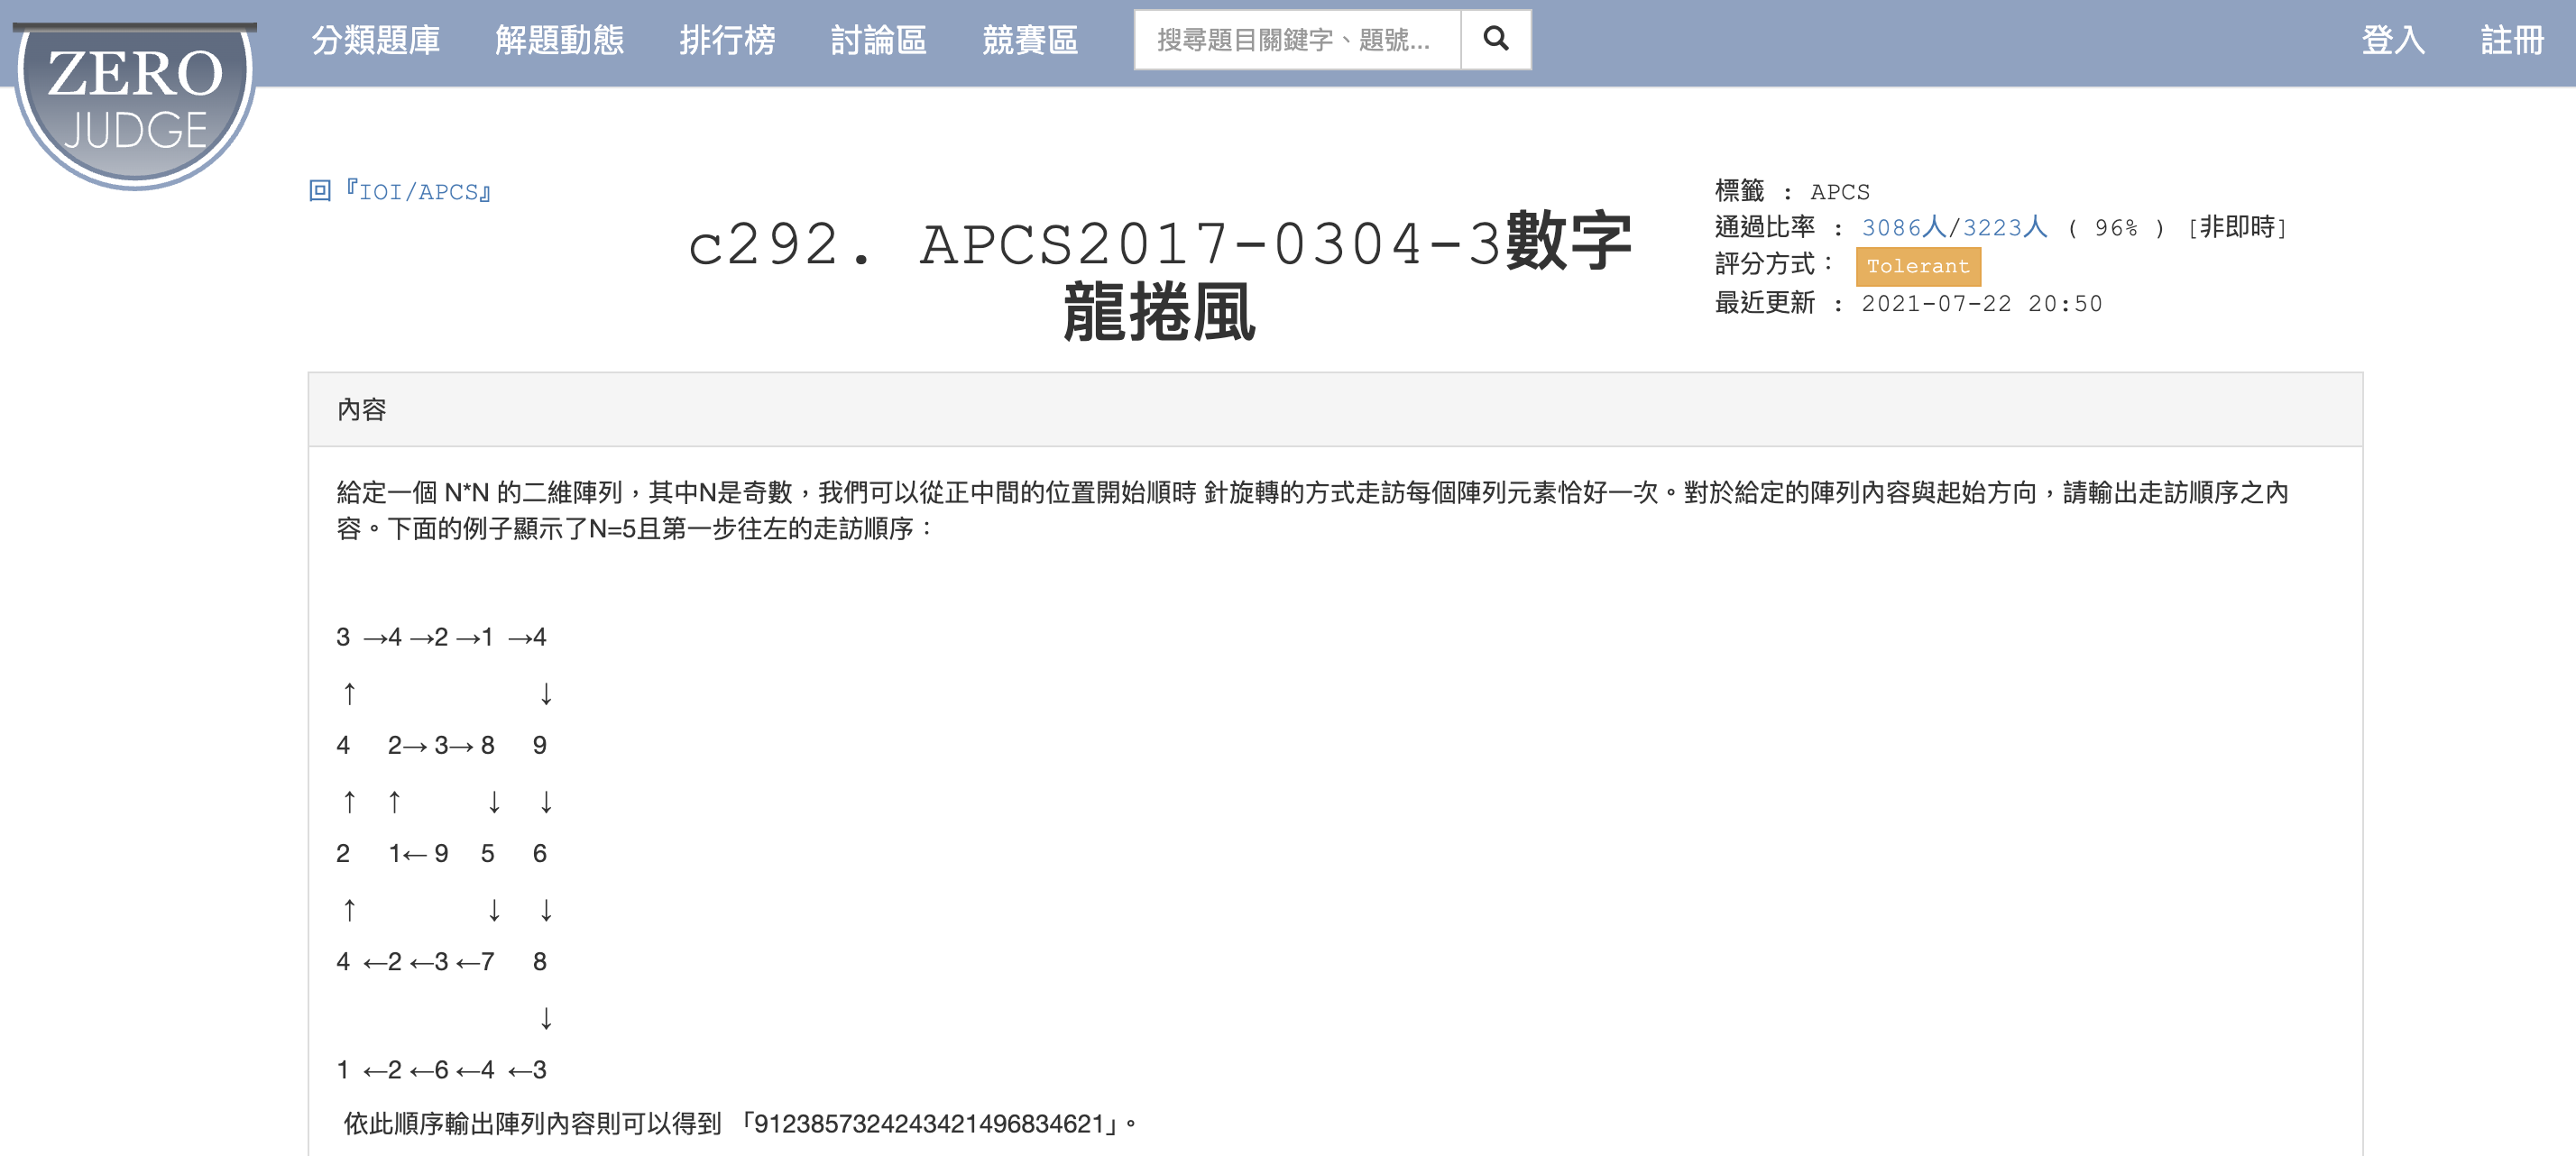 ZERO
JUDGE
分類題庫 解題動態 排行榜 討論區 競賽區 搜尋題目關鍵字、題號... 登入 註冊
回『IOI/APCS』
c292. APCS2017-0304-3數字
龍捲風
標籤 : APCS
通過比率 : 3086人/3223人 ( 96% ) [非即時]
評分方式： Tolerant
最近更新 : 2021-07-22 20:50
內容
給定一個 N*N 的二維陣列，其中N是奇數，我們可以從正中間的位置開始順時 針旋轉的方式走訪每個陣列元素恰好一次。對於給定的陣列內容與起始方向，請輸出走訪順序之內
容。下面的例子顯示了N=5且第一步往左的走訪順序：
3 →4 →2 →1 →4
↑ ↓
4 2→ 3→ 8 9
↑ ↑ ↓ ↓
2 1← 9 5 6
↑ ↓ ↓
4 ←2 ←3 ←7 8
↓
1 ←2 ←6 ←4 ←3
依此順序輸出陣列內容則可以得到 「9123857324243421496834621」。